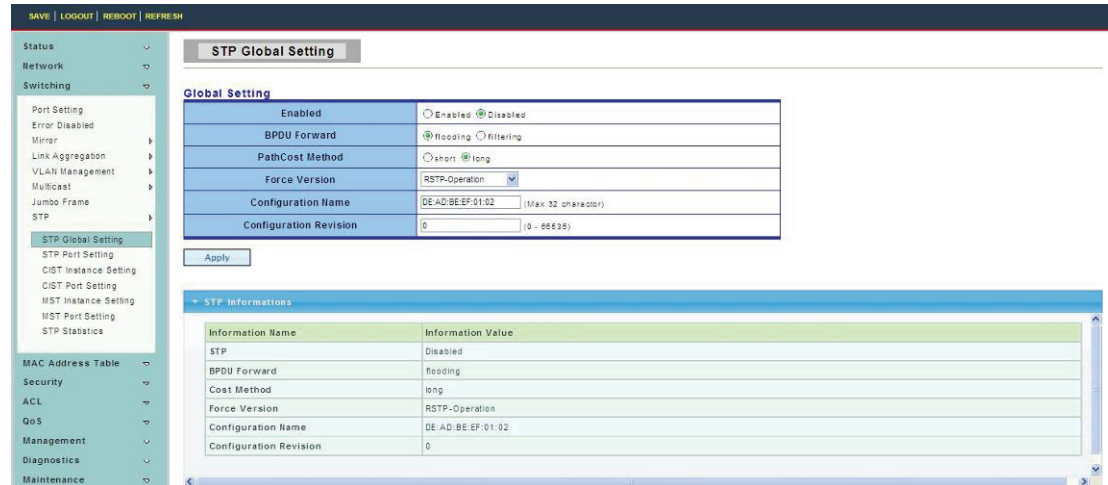 SAVE | LOGOUT | REBOOT | REFRESH
Status
Network
Switching
Port Setting
Error Disabled
Mirror
Link Aggregation
VLAN Management
Multicast
Jumbo Frame
STP
STP Global Setting
STP Port Setting
CIST Instance Setting
CIST Port Setting
MST Instance Setting
MST Port Setting
STP Statistics
MAC Address Table
Security
ACL
QoS
Management
Diagnostics
Maintenance
STP Global Setting
Global Setting
Enabled Enabled Disabled
BPDU Forward flooding filtering
PathCost Method short long
Force Version RSTP-Operation
Configuration Name DE:AD:BE:EF:01:02 (Max. 32 charactor)
Configuration Revision 0 (0 - 65535)
Apply
STP Informations
Information Name Information Value
STP Disabled
BPDU Forward flooding
Cost Method long
Force Version RSTP-Operation
Configuration Name DE:AD:BE:EF:01:02
Configuration Revision 0